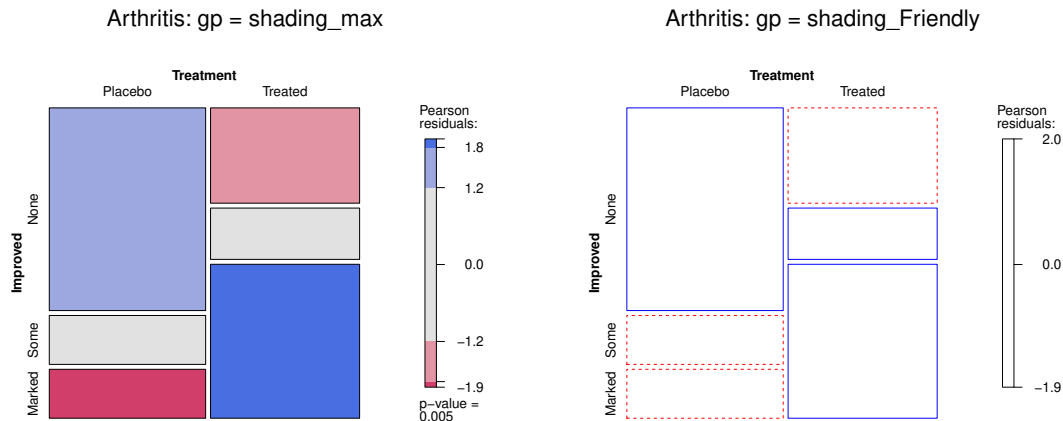 Arthritis: gp = shading_max
Treatment
Placebo Treated
Improved
None
Some
Marked
Pearson
residuals:
1.8
1.2
0.0
−1.2
−1.9
p−value =
0.005
Arthritis: gp = shading_Friendly
Treatment
Placebo Treated
Improved
None
Some
Marked
Pearson
residuals:
2.0
0.0
−1.9